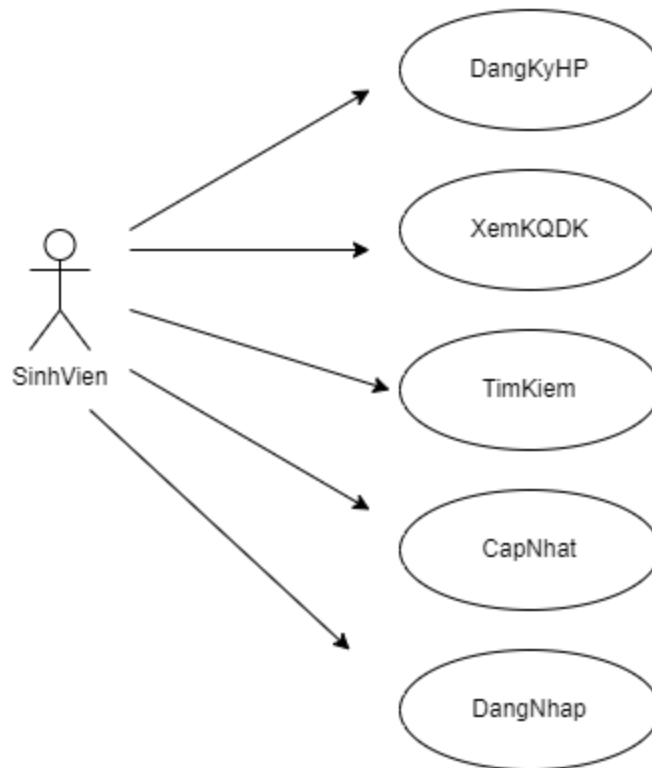 DangKyHP
XemKQDK
SinhVien
TimKiem
CapNhat
DangNhap